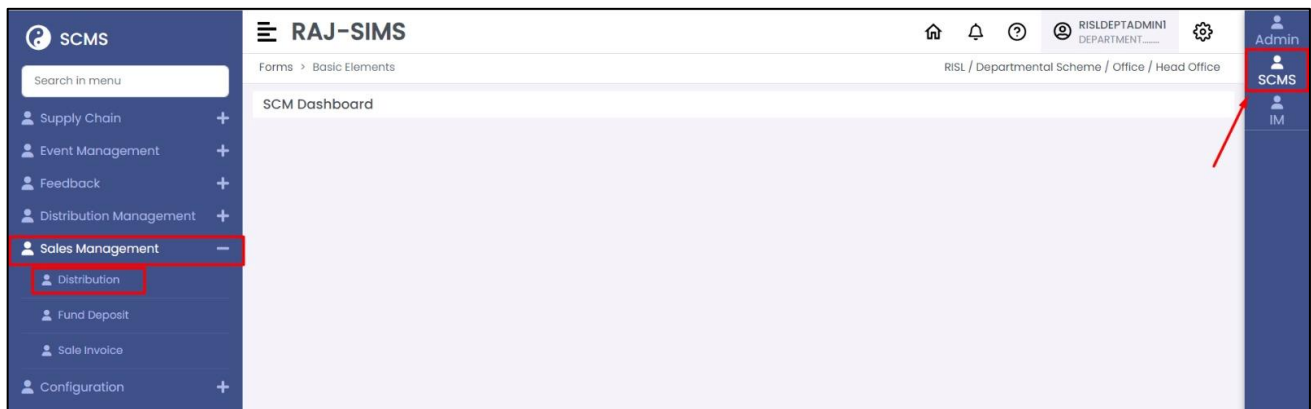 SCMS
Search in menu
Supply Chain
Event Management
Feedback
Distribution Management
Sales Management
Distribution
Fund Deposit
Sale Invoice
Configuration
RAJ-SIMS
RISLDEPTADMIN1
DEPARTMENT.......
Forms > Basic Elements
RISL / Departmental Scheme / Office / Head Office
SCM Dashboard
Admin
SCMS
IM